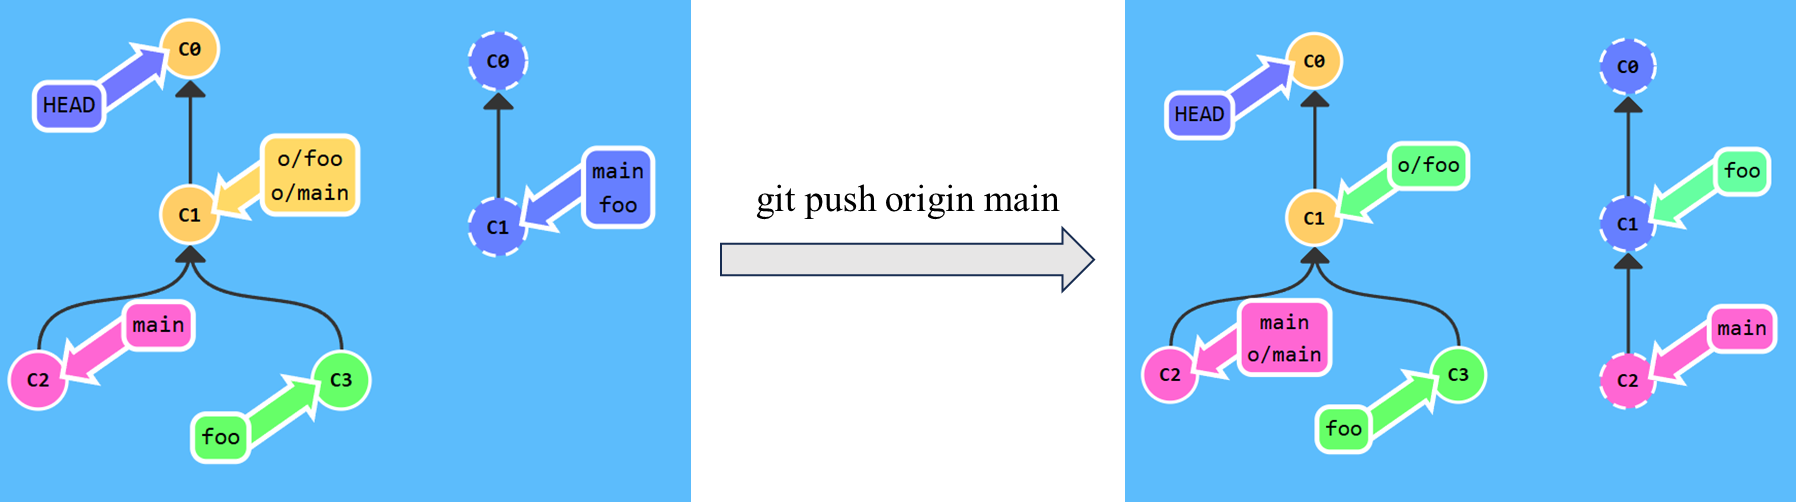 C0
HEAD
o/foo
o/main
C1
main
C2
C3
foo
C0
main
foo
C1
git push origin main
C0
HEAD
o/foo
C1
main
o/main
C2
C3
foo
C0
foo
C1
main
C2